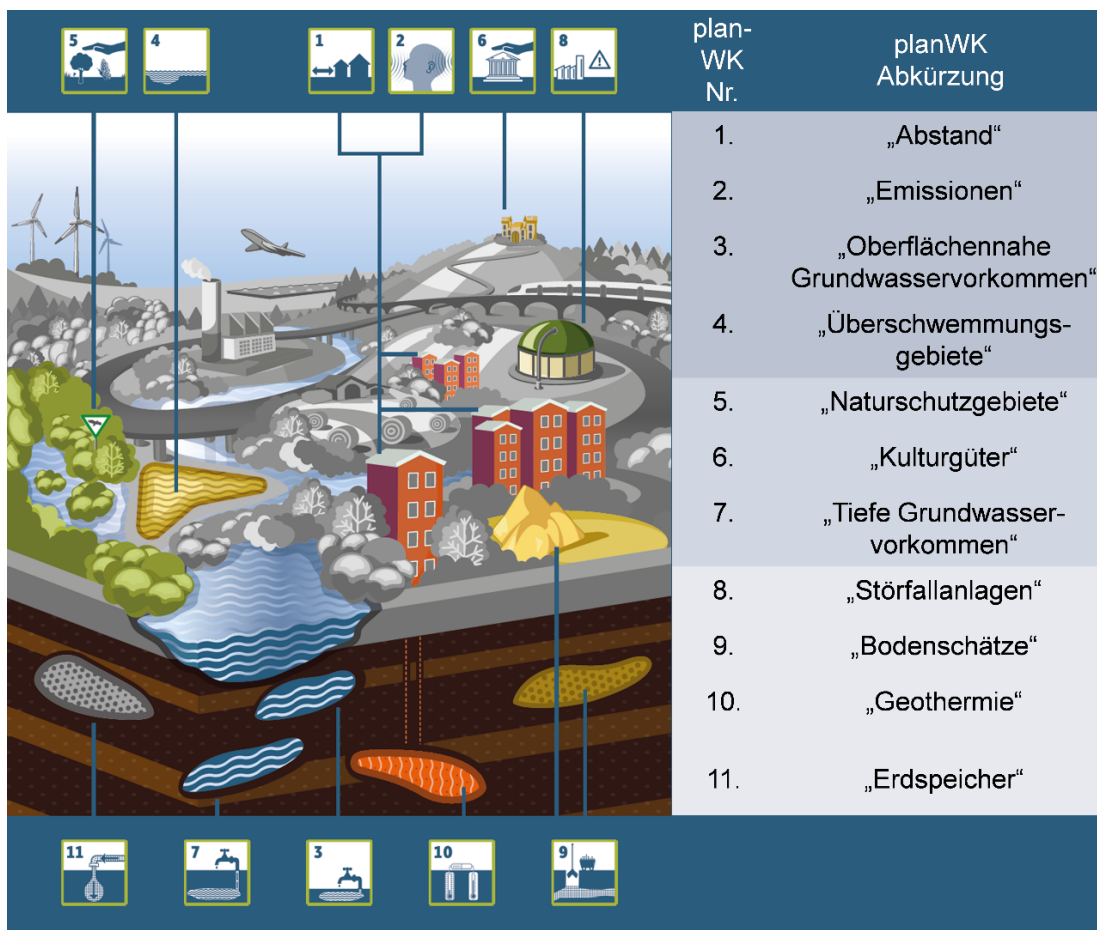 5
4
1
2
6
8
plan-
WK
Nr.
planWK
Abkürzung
1. „Abstand“
2. „Emissionen“
3. „Oberflächennahe
Grundwasservorkommen“
4. „Überschwemmungs-
gebiete“
5. „Naturschutzgebiete“
6. „Kulturgüter“
7. „Tiefe Grundwasser-
vorkommen“
8. „Störfallanlagen“
9. „Bodenschätze“
10. „Geothermie“
11. „Erdspeicher“
11
7
3
10
9